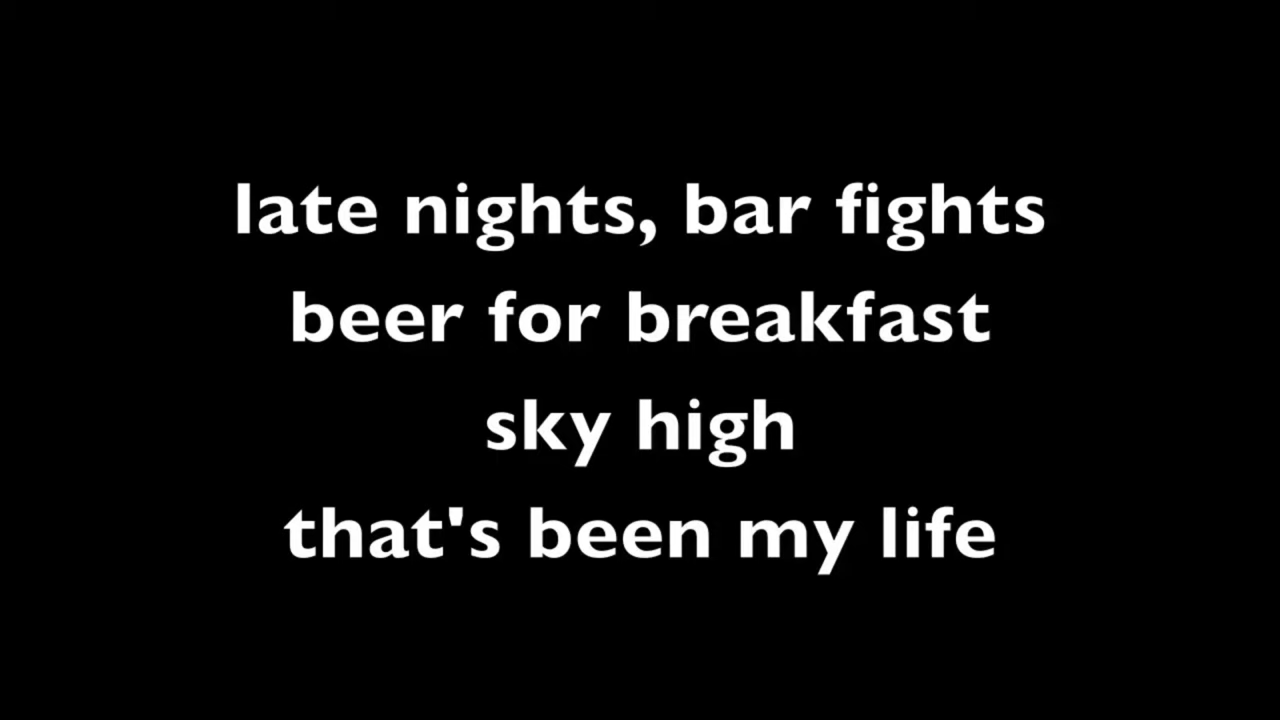 late nights, bar fights
beer for breakfast
sky high
that's been my life